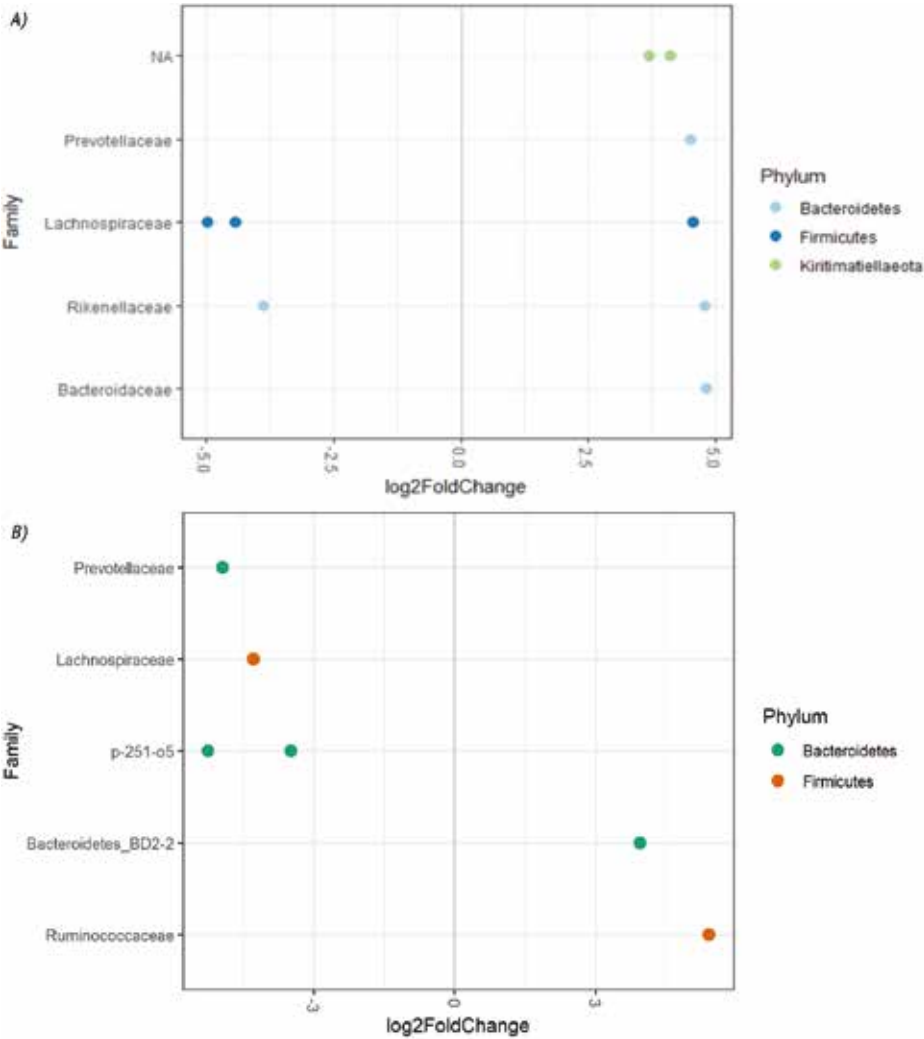 A)
NA
Prevotellaceae
Lachnospiraceae
Rikenellaceae
Bacteroidaceae
Family
-5.0
-2.5
0.0
2.5
5.0
log2FoldChange
Phylum
Bacteroidetes
Firmicutes
Kiritimatiellaeota
B)
Prevotellaceae
Lachnospiraceae
p-251-o5
Bacteroidetes_BD2-2
Ruminococcaceae
Family
-3
0
3
log2FoldChange
Phylum
Bacteroidetes
Firmicutes